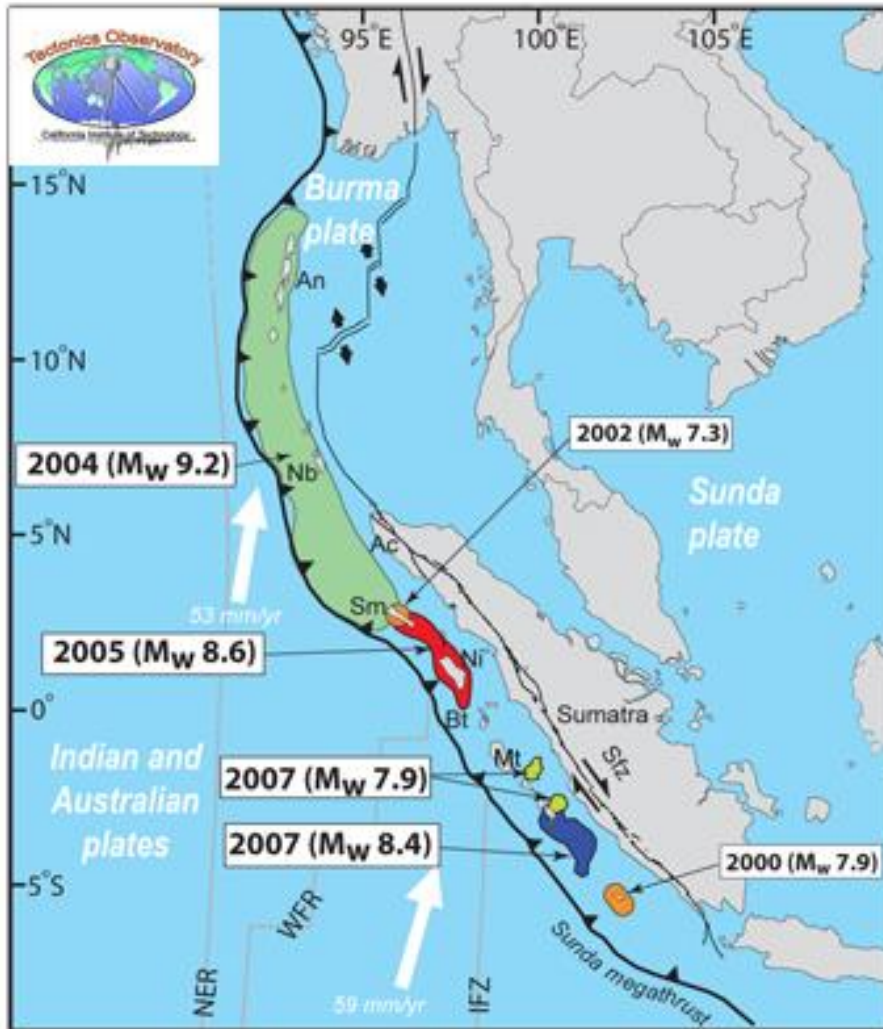 Tectonics Observatory
California Institute of Technology
95°E
100°E
105°E
15°N
Burma
plate
An
10°N
2002 (Mw 7.3)
2004 (Mw 9.2)
Nb
Sunda
plate
5°N
Ac
53 mm/yr
Sm
2005 (Mw 8.6)
Ni
0°
Bt
Sumatra
Indian and
Australian
plates
Mt
Sfz
2007 (Mw 7.9)
2007 (Mw 8.4)
2000 (Mw 7.9)
5°S
WFR
Sunda megathrust
NER
59 mm/yr
IFZ